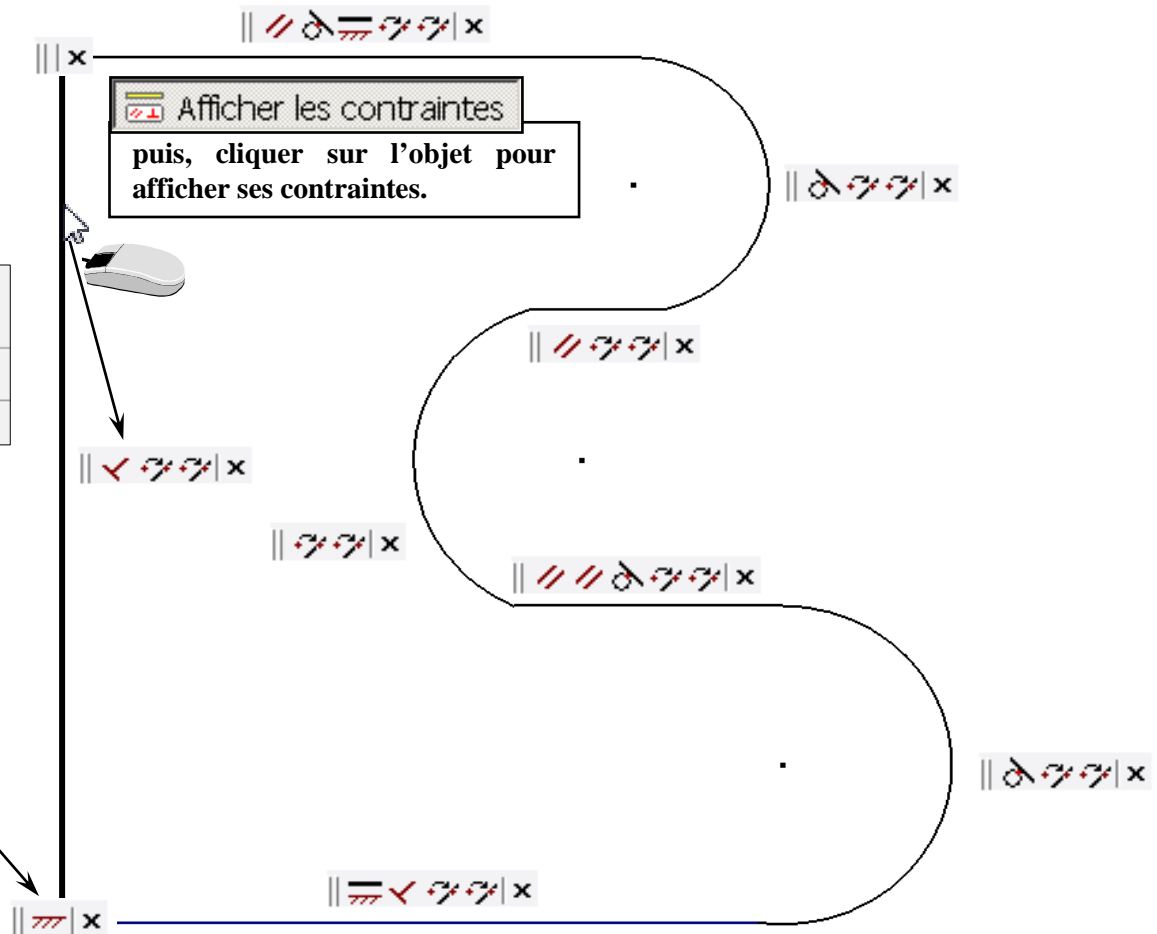 Afficher les contraintes
puis, cliquer sur l’objet pour
afficher ses contraintes.